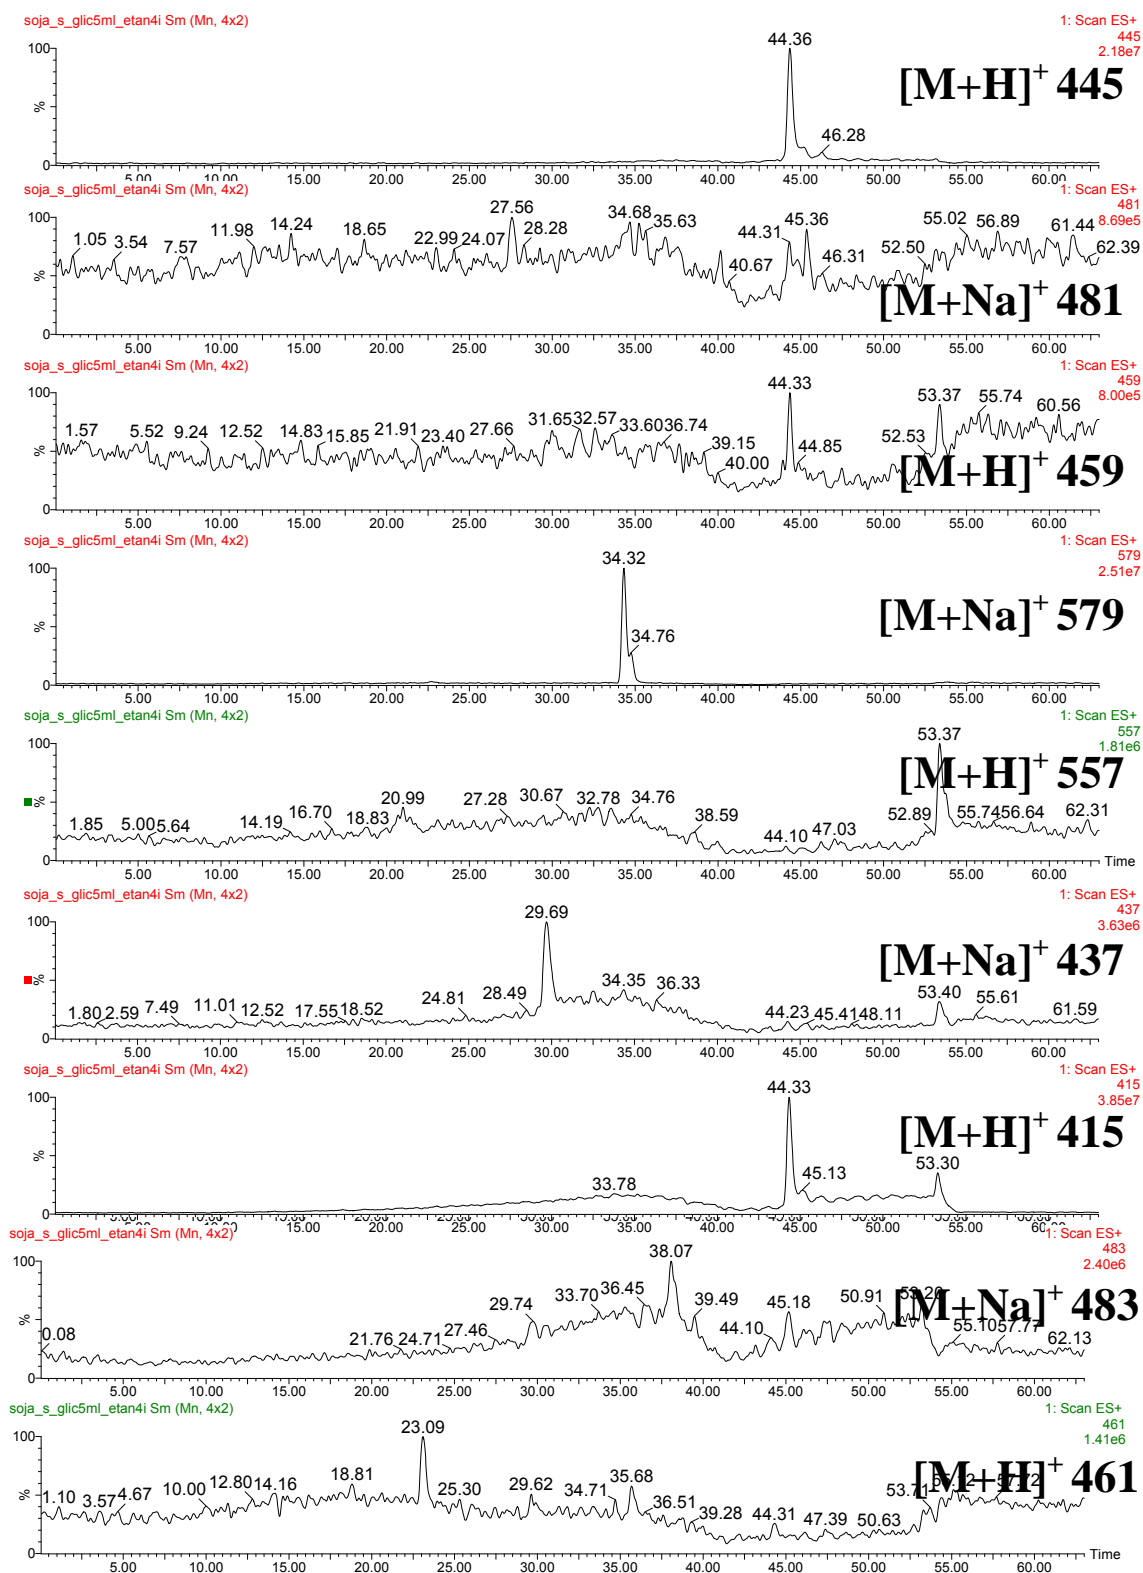 soja_s_glic5ml_etan4i Sm (Mn, 4x2)
1: Scan ES+
445
2.18e7
[M+H]+ 445
100
%
0
44.36
46.28
5.00 10.00 15.00 20.00 25.00 30.00 35.00 40.00 45.00 50.00 55.00 60.00
soja_s_glic5ml_etan4i Sm (Mn, 4x2)
1: Scan ES+
481
8.69e5
[M+Na]+ 481
100
%
0
1.05 3.54 7.57 11.98 14.24 18.65 22.99 24.07 27.56 28.28 34.68 35.63 40.67 44.31 45.36 46.31 52.50 55.02 56.89 61.44 62.39
5.00 10.00 15.00 20.00 25.00 30.00 35.00 40.00 45.00 50.00 55.00 60.00
soja_s_glic5ml_etan4i Sm (Mn, 4x2)
1: Scan ES+
459
8.00e5
[M+H]+ 459
100
%
0
1.57 5.52 9.24 12.52 14.83 15.85 21.91 23.40 27.66 31.65 32.57 33.60 36.74 39.15 40.00 44.33 44.85 52.53 53.37 55.74 60.56
5.00 10.00 15.00 20.00 25.00 30.00 35.00 40.00 45.00 50.00 55.00 60.00
soja_s_glic5ml_etan4i Sm (Mn, 4x2)
1: Scan ES+
579
2.51e7
[M+Na]+ 579
100
%
0
34.32
34.76
5.00 10.00 15.00 20.00 25.00 30.00 35.00 40.00 45.00 50.00 55.00 60.00
soja_s_glic5ml_etan4i Sm (Mn, 4x2)
1: Scan ES+
557
1.81e6
[M+H]+ 557
100
%
0
1.85 5.00 5.64 14.19 16.70 18.83 20.99 27.28 30.67 32.78 34.76 38.59 44.10 47.03 52.89 53.37 55.74 56.64 62.31
5.00 10.00 15.00 20.00 25.00 30.00 35.00 40.00 45.00 50.00 55.00 60.00
Time
soja_s_glic5ml_etan4i Sm (Mn, 4x2)
1: Scan ES+
437
3.63e6
[M+Na]+ 437
100
%
0
1.80 2.59 7.49 11.01 12.52 17.55 18.52 24.81 28.49 29.69 34.35 36.33 44.23 45.41 48.11 53.40 55.61 61.59
5.00 10.00 15.00 20.00 25.00 30.00 35.00 40.00 45.00 50.00 55.00 60.00
soja_s_glic5ml_etan4i Sm (Mn, 4x2)
1: Scan ES+
415
3.85e7
[M+H]+ 415
100
%
0
33.78 44.33 45.13 53.30
soja_s_glic5ml_etan4i Sm (Mn, 4x2)
1: Scan ES+
483
2.40e6
[M+Na]+ 483
100
%
0
0.08 21.76 24.71 27.46 29.74 33.70 36.45 38.07 39.49 44.10 45.18 50.91 55.10 62.13
5.00 10.00 15.00 20.00 25.00 30.00 35.00 40.00 45.00 50.00 55.00 60.00
soja_s_glic5ml_etan4i Sm (Mn, 4x2)
1: Scan ES+
461
1.41e6
[M+H]+ 461
100
%
0
1.10 3.57 4.67 10.00 12.80 14.16 18.81 23.09 25.30 29.62 34.71 35.68 36.51 39.28 44.31 47.39 50.63
5.00 10.00 15.00 20.00 25.00 30.00 35.00 40.00 45.00 50.00 55.00 60.00
Time